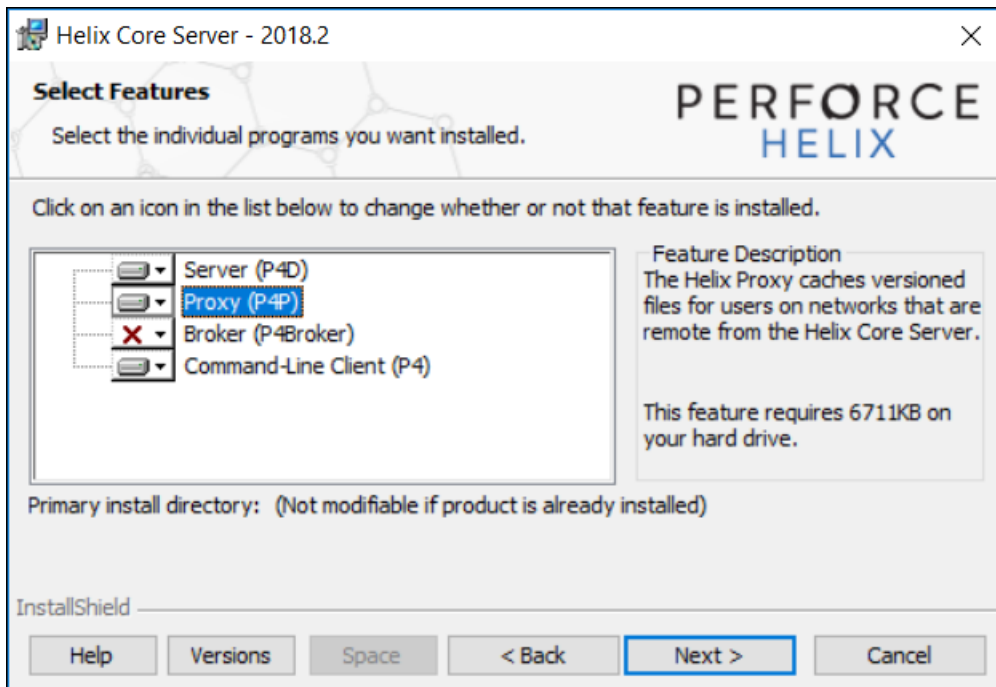 Helix Core Server - 2018.2
Select Features
Select the individual programs you want installed.
PERFORCE
HELIX
Click on an icon in the list below to change whether or not that feature is installed.
Server (P4D)
Proxy (P4P)
Broker (P4Broker)
Command-Line Client (P4)
Feature Description
The Helix Proxy caches versioned
files for users on networks that are
remote from the Helix Core Server.
This feature requires 6711KB on
your hard drive.
Primary install directory: (Not modifiable if product is already installed)
InstallShield
Help
Versions
Space
< Back
Next >
Cancel